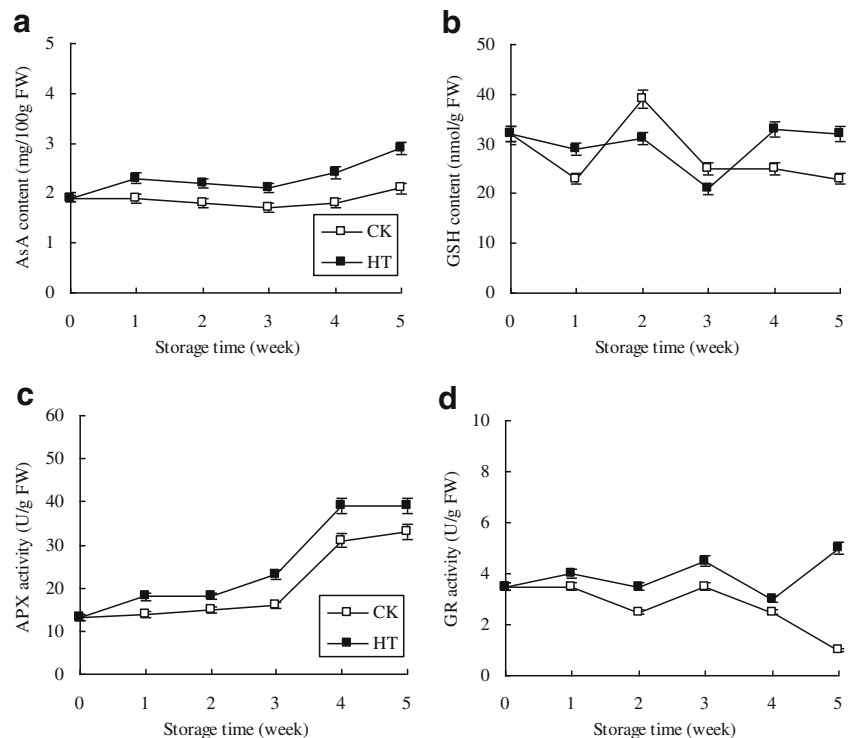 a
5
4
3
2
1
0
AsA content (mg/100g FW)
CK
HT
0 1 2 3 4 5
Storage time (week)
b
50
40
30
20
10
0
GSH content (nmol/g FW)
0 1 2 3 4 5
Storage time (week)
c
60
50
40
30
20
10
0
APX activity (U/g FW)
CK
HT
0 1 2 3 4 5
Storage time (week)
d
10
8
6
4
2
0
GR activity (U/g FW)
0 1 2 3 4 5
Storage time (week)